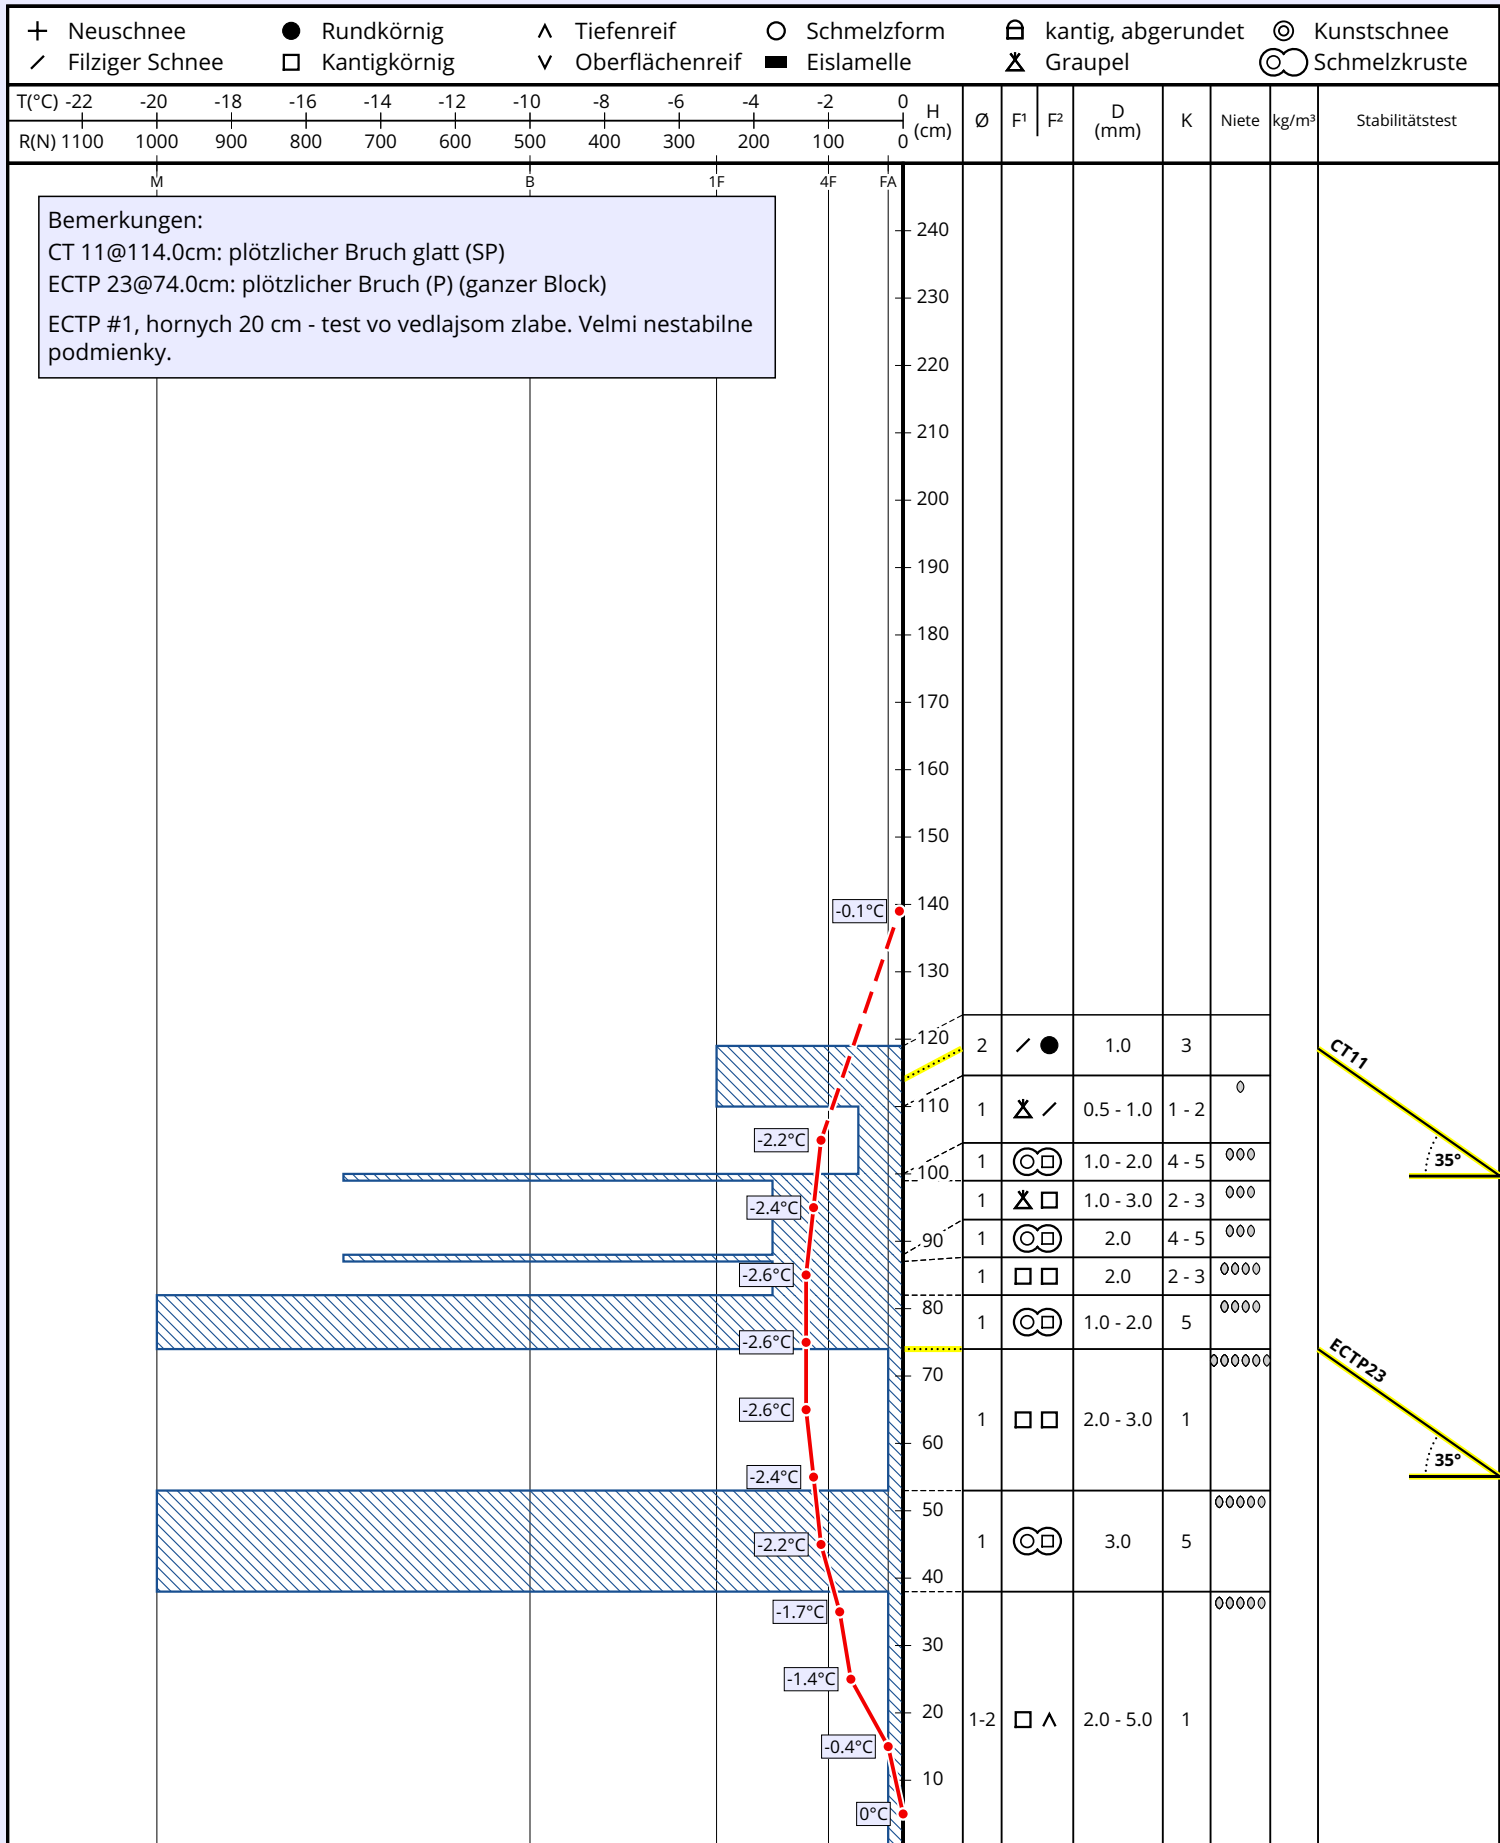 Neuschnee Rundkörnig Tiefenreif Schmelzform kantig, abgerundet Kunstschnee
Filziger Schnee Kantigkörnig Oberflächenreif Eislamelle Graupel Schmelzkruste
T(°C) -22 -20 -18 -16 -14 -12 -10 -8 -6 -4 -2 0
R(N) 1100 1000 900 800 700 600 500 400 300 200 100 0
H (cm) Ø F¹ F² D (mm) K Niete kg/m³ Stabilitätstest
M B 1F 4F FA
Bemerkungen:
CT 11@114.0cm: plötzlicher Bruch glatt (SP)
ECTP 23@74.0cm: plötzlicher Bruch (P) (ganzer Block)
ECTP #1, hornych 20 cm - test vo vedlajsom zlabe. Velmi nestabilne
podmienky.
240
230
220
210
200
190
180
170
160
150
140
-0.1°C
130
120
2 1.0 3
CT11
110
1 0.5 - 1.0 1 - 2
-2.2°C
35°
100
1 1.0 - 2.0 4 - 5
-2.4°C
1 1.0 - 3.0 2 - 3
90
1 2.0 4 - 5
-2.6°C
1 2.0 2 - 3
80
1 1.0 - 2.0 5
-2.6°C
ECTP23
70
-2.6°C
1 2.0 - 3.0 1
60
35°
-2.4°C
50
-2.2°C
1 3.0 5
40
-1.7°C
30
-1.4°C
20
1-2 2.0 - 5.0 1
-0.4°C
10
0°C